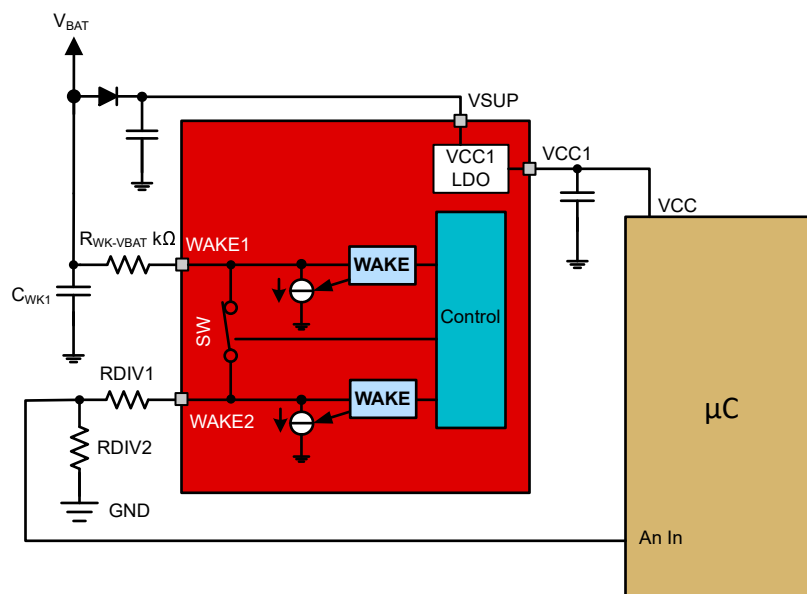 VBAT
VSUP
VCC1
LDO
VCC1
VCC
RWK-VBAT kΩ
WAKE1
WAKE
CWK1
SW
Control
RDIV1
WAKE2
WAKE
RDIV2
GND
µC
An In